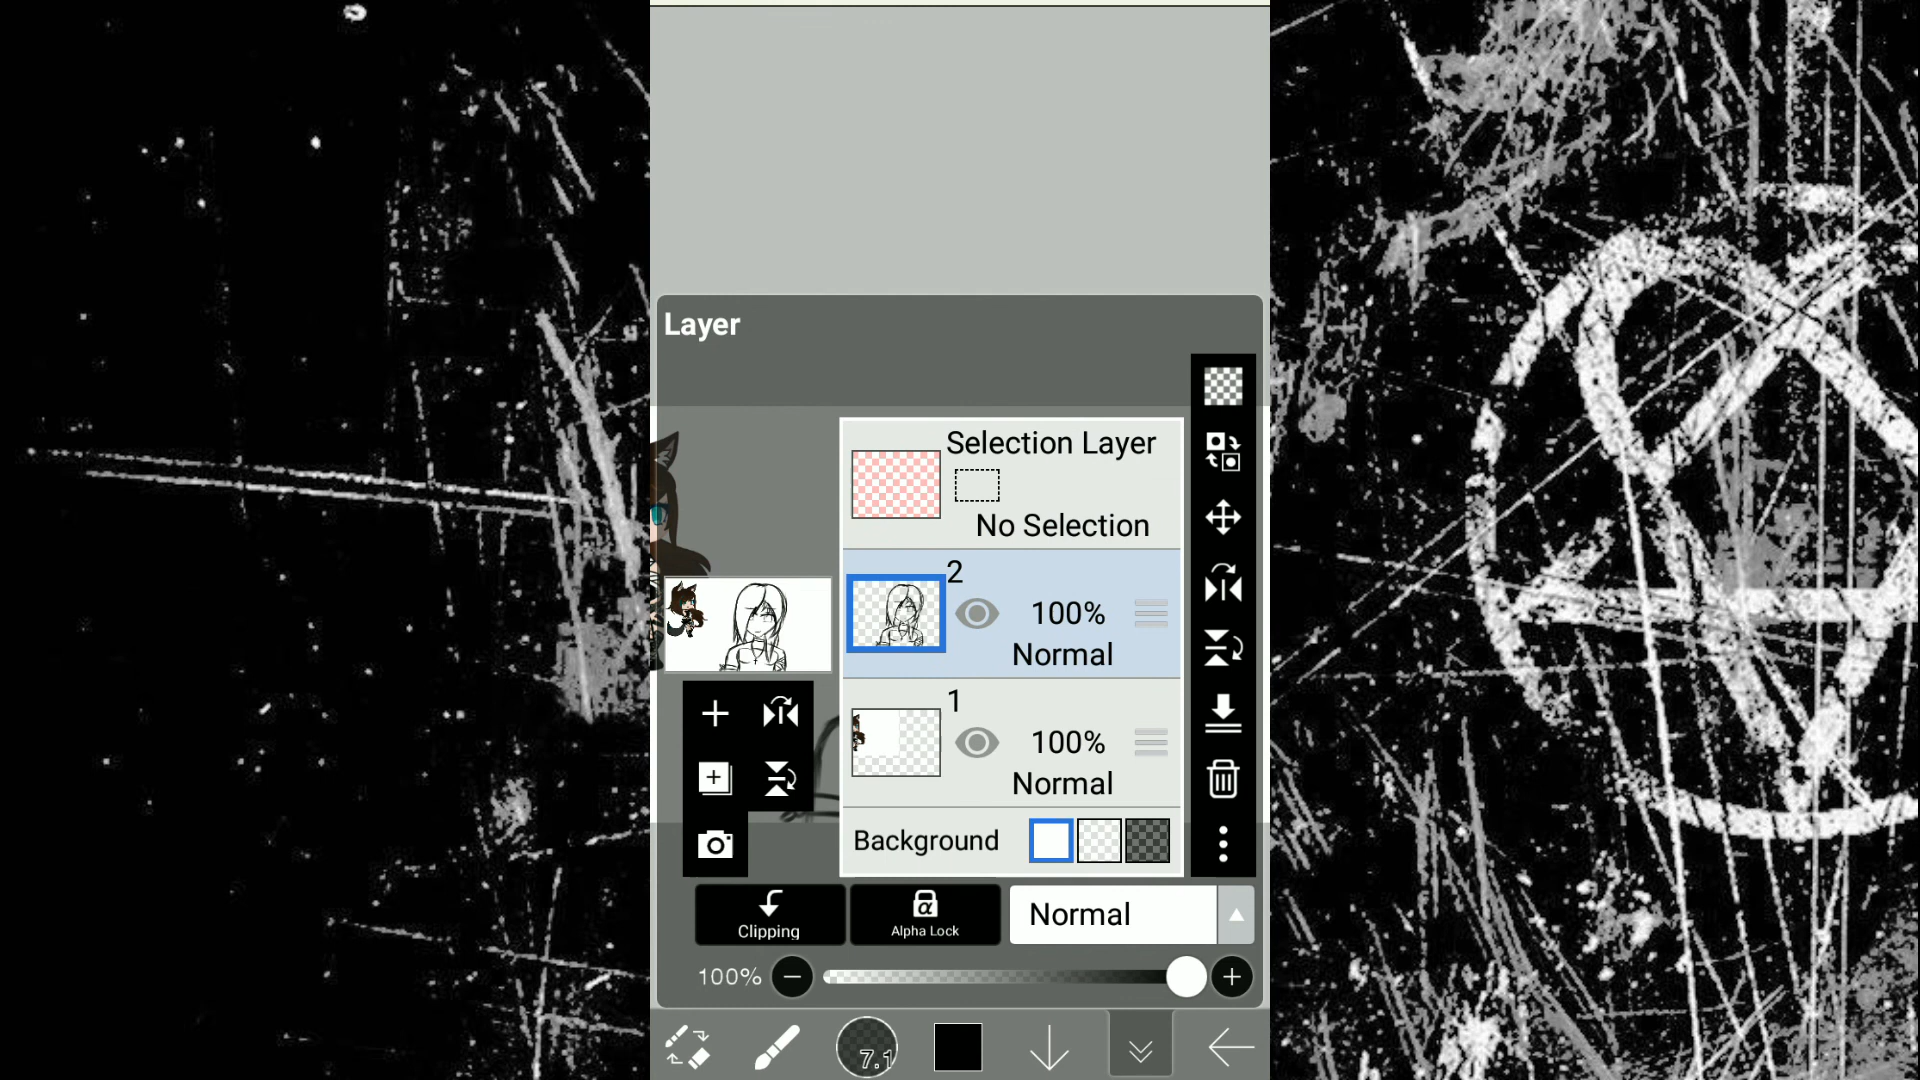 Layer
Selection Layer
No Selection
2
100%
Normal
1
100%
Normal
Background
Clipping
α
Alpha Lock
Normal
100%
7.1